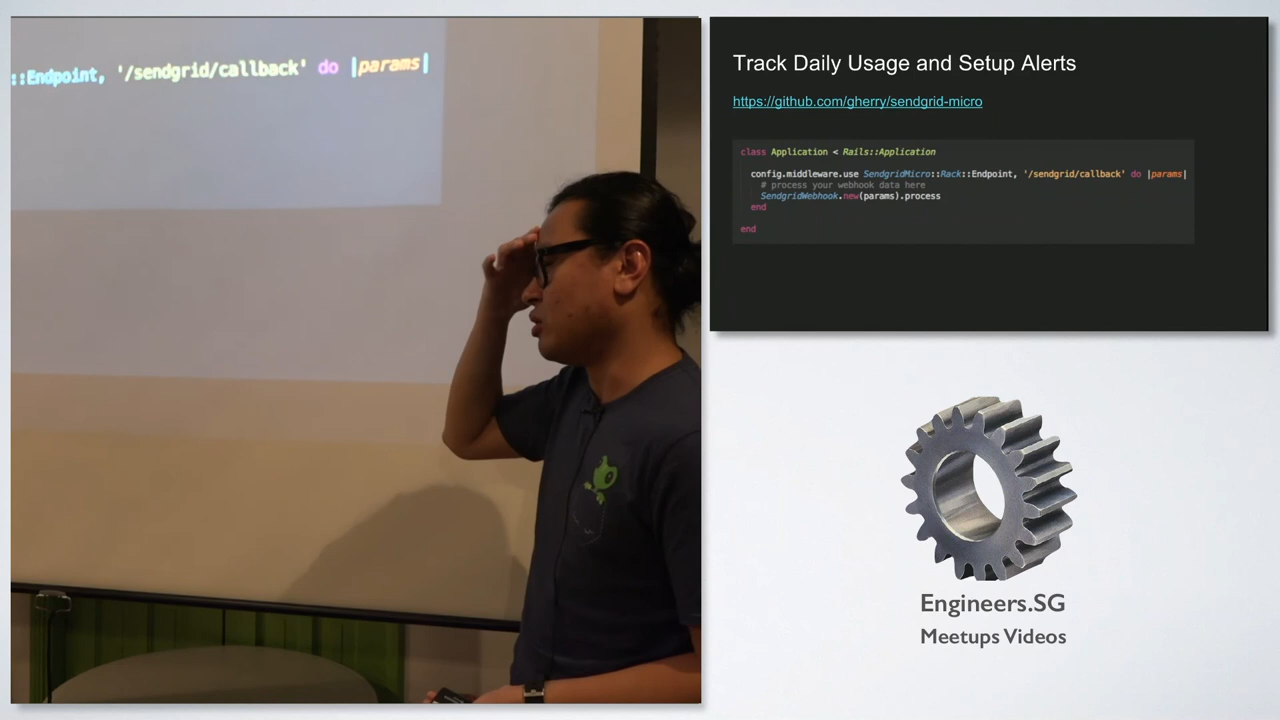 ::Endpoint, '/sendgrid/callback' do |params|
Track Daily Usage and Setup Alerts
https://github.com/gherry/sendgrid-micro
class Application < Rails::Application
config.middleware.use SendgridMicro::Rack::Endpoint, '/sendgrid/callback' do |params|
# process your webhook data here
SendgridWebhook.new(params).process
end
end
Engineers.SG
Meetups Videos